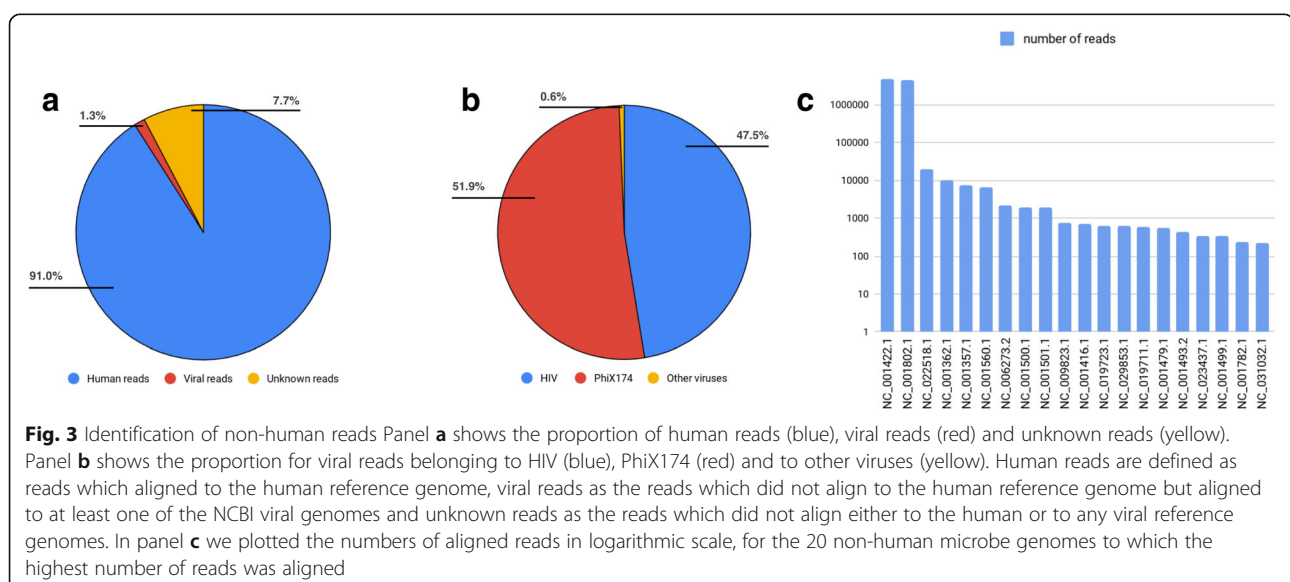 number of reads
a
1.3%
7.7%
91.0%
Human reads Viral reads Unknown reads
b
0.6%
47.5%
51.9%
HIV PhiX174 Other viruses
c
1000000
100000
10000
1000
100
10
1
NC_001422.1
NC_001802.1
NC_022518.1
NC_001362.1
NC_001357.1
NC_001560.1
NC_006273.2
NC_001500.1
NC_001501.1
NC_009823.1
NC_001416.1
NC_019723.1
NC_029853.1
NC_019711.1
NC_001479.1
NC_001493.2
NC_023437.1
NC_001499.1
NC_001782.1
NC_031032.1
Fig. 3 Identification of non-human reads Panel a shows the proportion of human reads (blue), viral reads (red) and unknown reads (yellow).
Panel b shows the proportion for viral reads belonging to HIV (blue), PhiX174 (red) and to other viruses (yellow). Human reads are defined as
reads which aligned to the human reference genome, viral reads as the reads which did not align to the human reference genome but aligned
to at least one of the NCBI viral genomes and unknown reads as the reads which did not align either to the human or to any viral reference
genomes. In panel c we plotted the numbers of aligned reads in logarithmic scale, for the 20 non-human microbe genomes to which the
highest number of reads was aligned